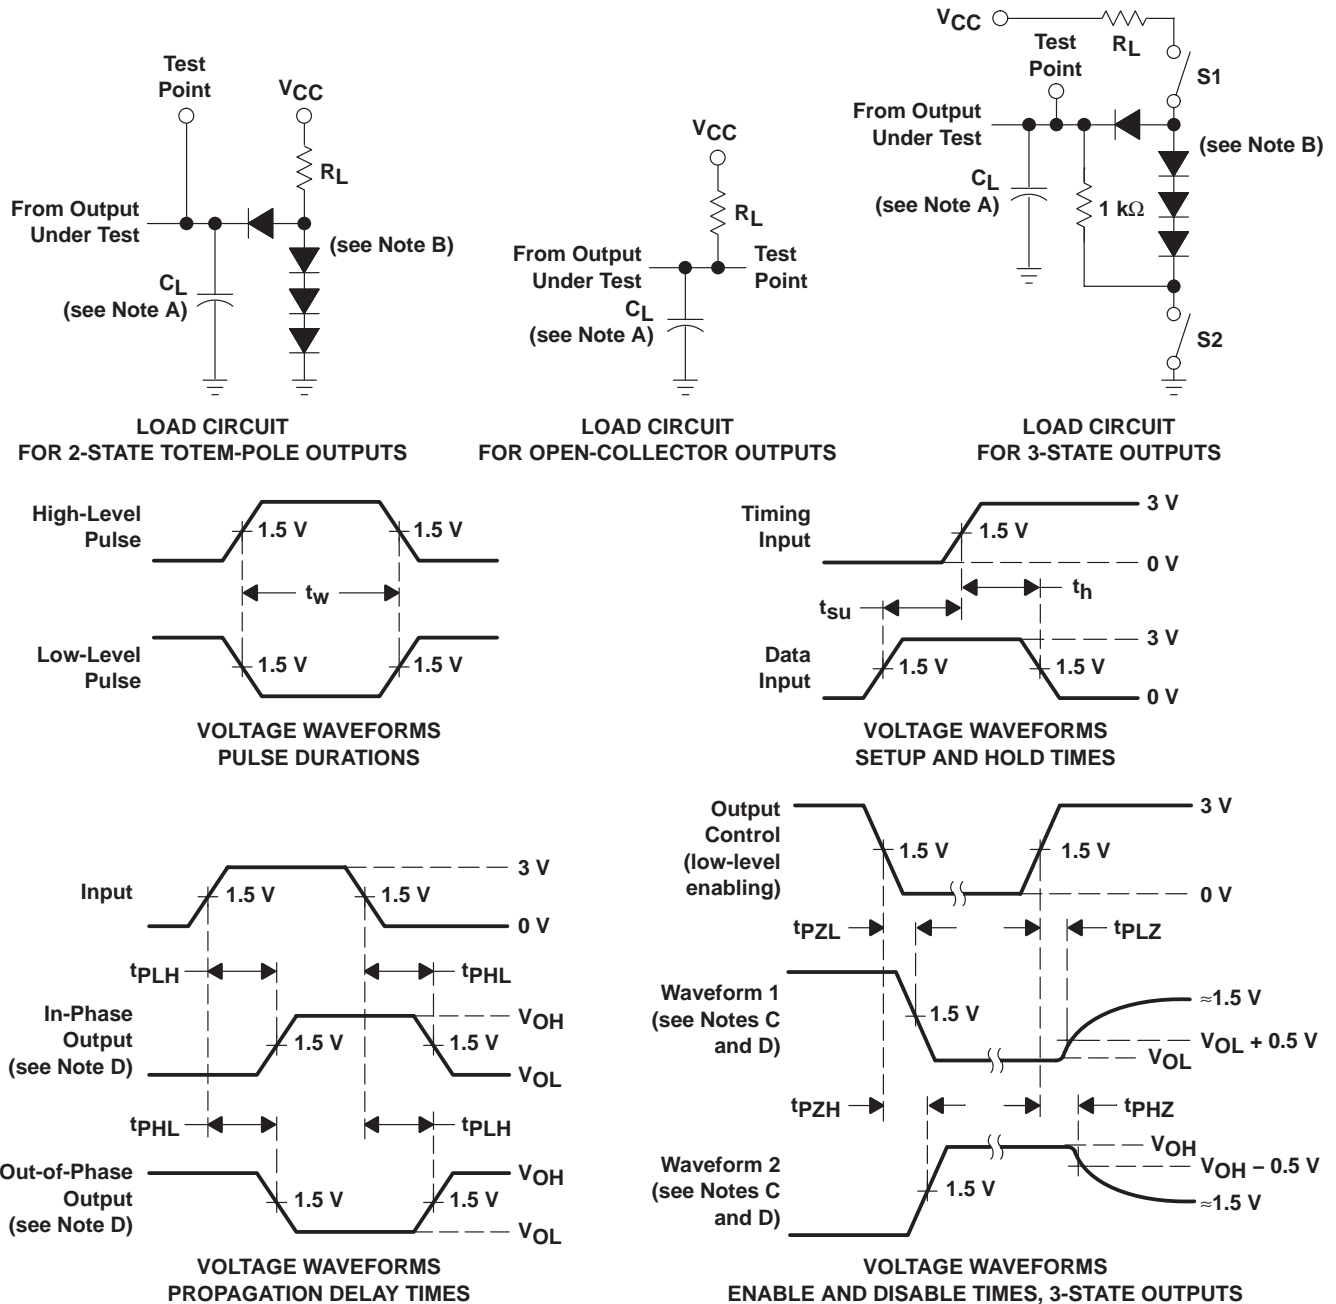 Test
Point
VCC
RL
From Output
Under Test
(see Note B)
CL
(see Note A)
LOAD CIRCUIT
FOR 2-STATE TOTEM-POLE OUTPUTS
VCC
RL
From Output
Under Test
Test
Point
CL
(see Note A)
LOAD CIRCUIT
FOR OPEN-COLLECTOR OUTPUTS
VCC
RL
Test
Point
S1
From Output
Under Test
(see Note B)
CL
(see Note A)
1 kΩ
S2
LOAD CIRCUIT
FOR 3-STATE OUTPUTS
High-Level
Pulse
1.5 V
1.5 V
tw
Low-Level
Pulse
1.5 V
1.5 V
VOLTAGE WAVEFORMS
PULSE DURATIONS
Timing
Input
1.5 V
3 V
0 V
th
tsu
Data
Input
1.5 V
1.5 V
3 V
0 V
VOLTAGE WAVEFORMS
SETUP AND HOLD TIMES
Input
1.5 V
1.5 V
3 V
0 V
tPLH
tPHL
In-Phase
Output
(see Note D)
1.5 V
1.5 V
VOH
VOL
tPHL
tPLH
Out-of-Phase
Output
(see Note D)
1.5 V
1.5 V
VOH
VOL
VOLTAGE WAVEFORMS
PROPAGATION DELAY TIMES
Output
Control
(low-level
enabling)
1.5 V
1.5 V
3 V
0 V
tPZL
tPLZ
Waveform 1
(see Notes C
and D)
1.5 V
≈1.5 V
VOL + 0.5 V
VOL
tPZH
tPHZ
Waveform 2
(see Notes C
and D)
1.5 V
VOH
VOH – 0.5 V
≈1.5 V
VOLTAGE WAVEFORMS
ENABLE AND DISABLE TIMES, 3-STATE OUTPUTS